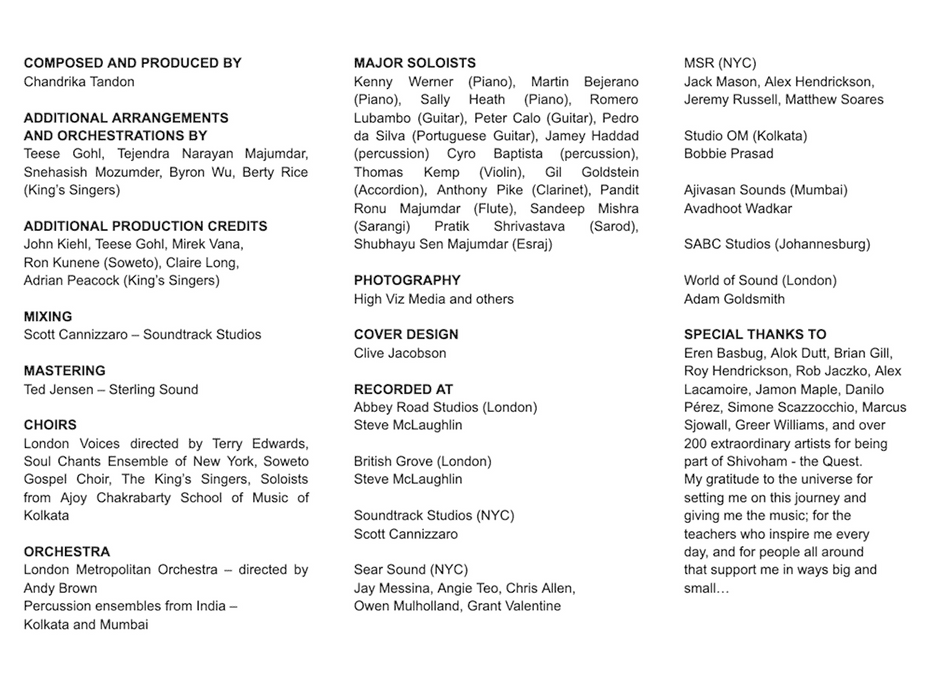 COMPOSED AND PRODUCED BY
Chandrika Tandon
ADDITIONAL ARRANGEMENTS
AND ORCHESTRATIONS BY
Teese Gohl, Tejendra Narayan Majumdar,
Snehasish Mozumder, Byron Wu, Berty Rice
(King’s Singers)
ADDITIONAL PRODUCTION CREDITS
John Kiehl, Teese Gohl, Mirek Vana,
Ron Kunene (Soweto), Claire Long,
Adrian Peacock (King’s Singers)
MIXING
Scott Cannizzaro – Soundtrack Studios
MASTERING
Ted Jensen – Sterling Sound
CHOIRS
London Voices directed by Terry Edwards,
Soul Chants Ensemble of New York, Soweto
Gospel Choir, The King’s Singers, Soloists
from Ajoy Chakrabarty School of Music of
Kolkata
ORCHESTRA
London Metropolitan Orchestra – directed by
Andy Brown
Percussion ensembles from India –
Kolkata and Mumbai
MAJOR SOLOISTS
Kenny Werner (Piano), Martin Bejerano
(Piano), Sally Heath (Piano), Romero
Lubambo (Guitar), Peter Calo (Guitar), Pedro
da Silva (Portuguese Guitar), Jamey Haddad
(percussion) Cyro Baptista (percussion),
Thomas Kemp (Violin), Gil Goldstein
(Accordion), Anthony Pike (Clarinet), Pandit
Ronu Majumdar (Flute), Sandeep Mishra
(Sarangi) Pratik Shrivastava (Sarod),
Shubhayu Sen Majumdar (Esraj)
PHOTOGRAPHY
High Viz Media and others
COVER DESIGN
Clive Jacobson
RECORDED AT
Abbey Road Studios (London)
Steve McLaughlin
British Grove (London)
Steve McLaughlin
Soundtrack Studios (NYC)
Scott Cannizzaro
Sear Sound (NYC)
Jay Messina, Angie Teo, Chris Allen,
Owen Mulholland, Grant Valentine
MSR (NYC)
Jack Mason, Alex Hendrickson,
Jeremy Russell, Matthew Soares
Studio OM (Kolkata)
Bobbie Prasad
Ajivasan Sounds (Mumbai)
Avadhoot Wadkar
SABC Studios (Johannesburg)
World of Sound (London)
Adam Goldsmith
SPECIAL THANKS TO
Eren Basbug, Alok Dutt, Brian Gill,
Roy Hendrickson, Rob Jaczko, Alex
Lacamoire, Jamon Maple, Danilo
Pérez, Simone Scazzocchio, Marcus
Sjowall, Greer Williams, and over
200 extraordinary artists for being
part of Shivoham - the Quest.
My gratitude to the universe for
setting me on this journey and
giving me the music; for the
teachers who inspire me every
day, and for people all around
that support me in ways big and
small…